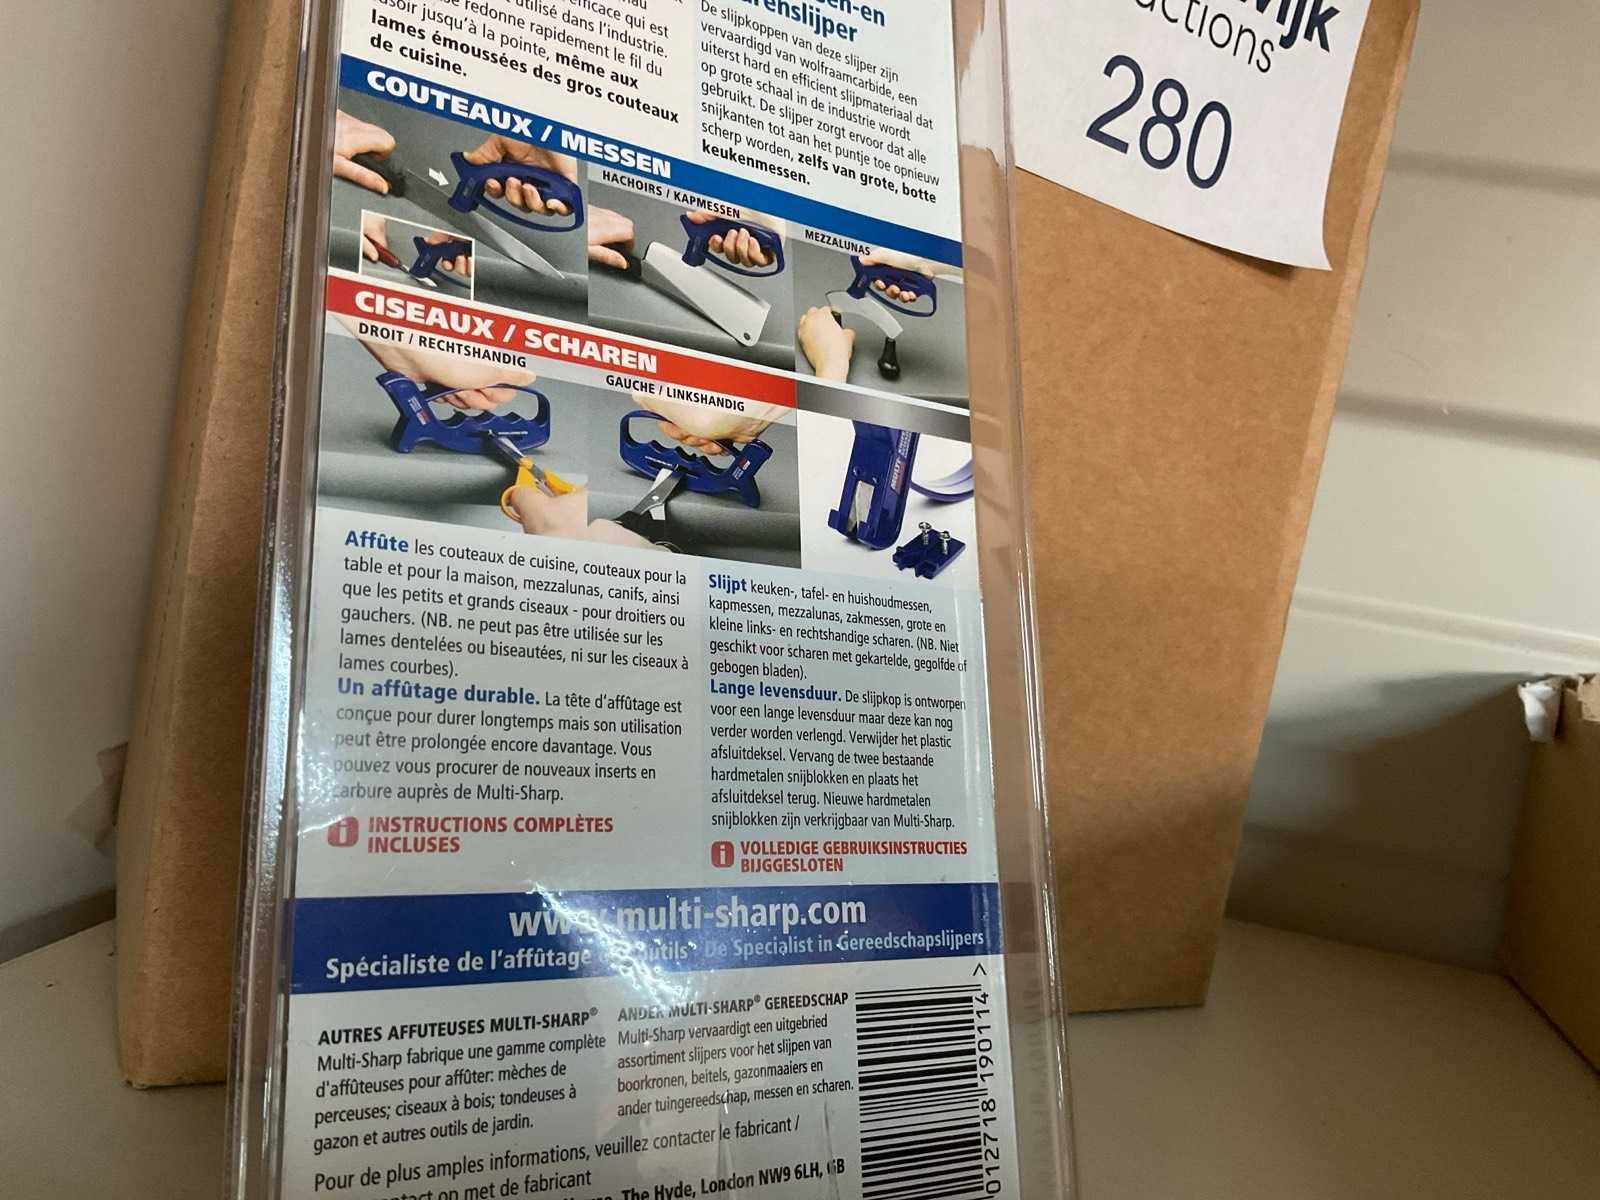 efficace qui est
utilisé dans l'industrie.
redonne rapidement le fil du
jusqu'à la pointe, même aux
lames émoussées des gros couteaux
de cuisine.
De slijpkoppen van deze slijper zijn
vervaardigd van wolfraamcarbide, een
uiterst hard en efficient slijpmateriaal dat
op grote schaal in de industrie wordt
gebruikt. De slijper zorgt ervoor dat alle
snijkanten tot aan het puntje toe opnieuw
scherp worden, zelfs van grote, botte
keukenmessen.
280
COUTEAUX / MESSEN
HACHOIRS / KAPMESSEN
MEZZALUNAS
CISEAUX / SCHAREN
DROIT / RECHTSHANDIG
GAUCHE / LINKSHANDIG
MULTI
Affûte les couteaux de cuisine, couteaux pour la
table et pour la maison, mezzalunas, canifs, ainsi
que les petits et grands ciseaux - pour droitiers ou
gauchers. (NB. ne peut pas être utilisée sur les
lames dentelées ou biseautées, ni sur les ciseaux à
lames courbes).
Un affûtage durable. La tête d'affûtage est
conçue pour durer longtemps mais son utilisation
peut être prolongée encore davantage. Vous
pouvez vous procurer de nouveaux inserts en
carbure auprès de Multi-Sharp.
i INSTRUCTIONS COMPLÈTES
INCLUSES
Slijpt keuken-, tafel- en huishoudmessen,
kapmessen, mezzalunas, zakmessen, grote en
kleine links- en rechtshandige scharen. (NB. Niet
geschikt voor scharen met gekartelde, gegolfde of
gebogen bladen).
Lange levensduur. De slijpkop is ontworpen
voor een lange levensduur maar deze kan nog
verder worden verlengd. Verwijder het plastic
afsluitdeksel. Vervang de twee bestaande
hardmetalen snijblokken en plaats het
afsluitdeksel terug. Nieuwe hardmetalen
snijblokken zijn verkrijgbaar van Multi-Sharp.
i VOLLEDIGE GEBRUIKSINSTRUCTIES
BIJGGESLOTEN
www.multi-sharp.com
Spécialiste de l'affûtage
De Specialist in Gereedschapslijpers
AUTRES AFFUTEUSES MULTI-SHARP®
Multi-Sharp fabrique une gamme complète
d'affûteuses pour affûter: mèches de
perceuses; ciseaux à bois; tondeuses à
gazon et autres outils de jardin.
ANDER MULTI-SHARP® GEREEDSCHAP
Multi-Sharp vervaardigt een uitgebried
assortiment slijpers voor het slijpen van
boorkronen, beitels, gazonmaaiers en
ander tuingereedschap, messen en scharen.
012718 190114 >
Pour de plus amples informations, veuillez contacter le fabricant /
op met de fabricant
The Hyde, London NW9 6LH, GB